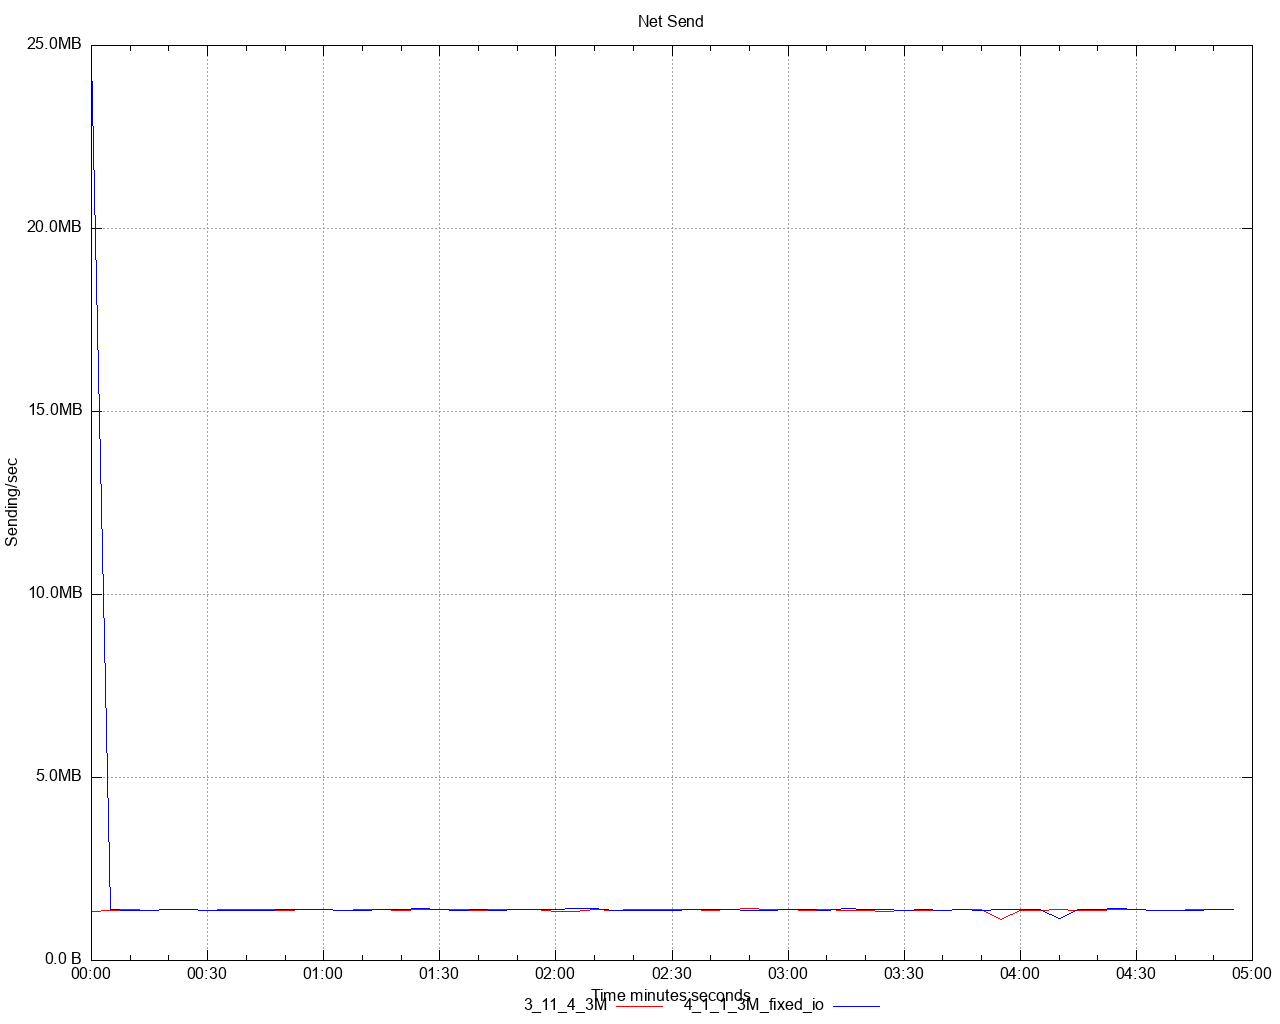 Net Send
25.0MB
20.0MB
15.0MB
10.0MB
5.0MB
0.0 B
Sending/sec
00:00 00:30 01:00 01:30 02:00 02:30 03:00 03:30 04:00 04:30 05:00
Time minutes:seconds
3_11_4_3M 4_1_1_3M_fixed_io